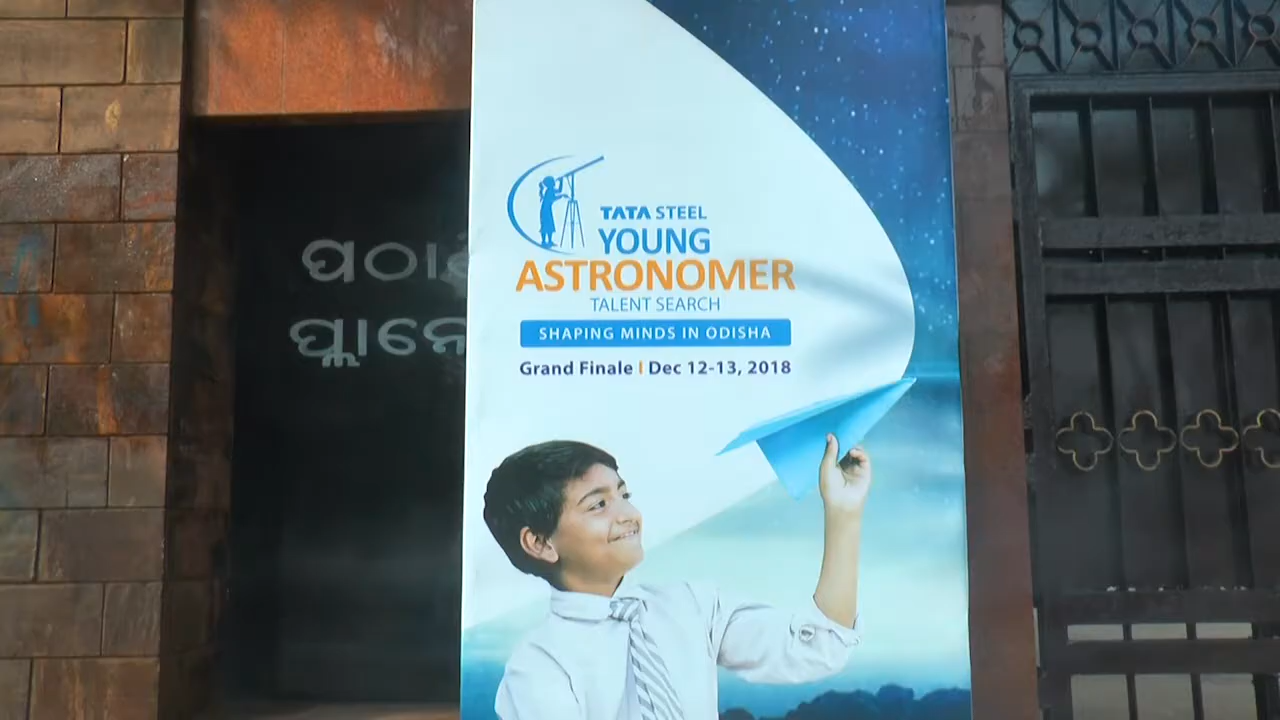 ପ୍ଲାନେ
TATA STEEL
YOUNG
ASTRONOMER
TALENT SEARCH
SHAPING MINDS IN ODISHA
Grand Finale | Dec 12-13, 2018